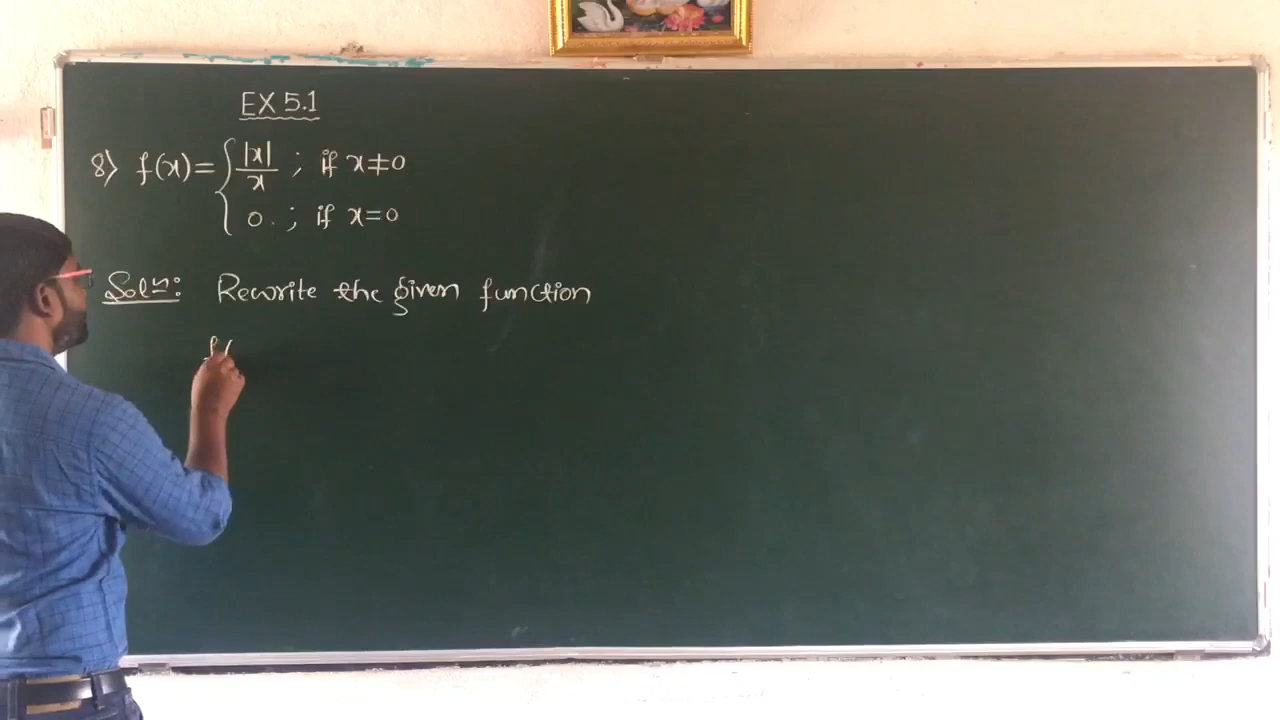 EX 5.1
8) f(x) = { |x|/x ; if x≠0
0. ; if x=0
Soln: Rewrite the given function
f(